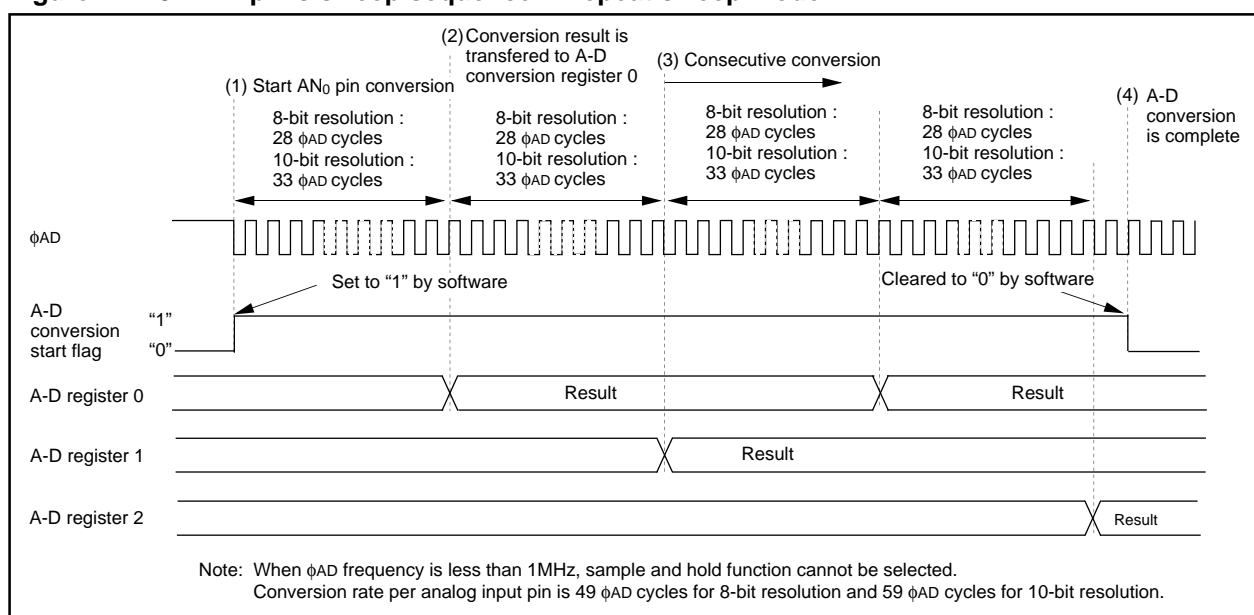 (1) Start AN0 pin conversion
8-bit resolution :
28 ϕAD cycles
10-bit resolution :
33 ϕAD cycles
(2) Conversion result is
transfered to A-D
conversion register 0
8-bit resolution :
28 ϕAD cycles
10-bit resolution :
33 ϕAD cycles
(3) Consecutive conversion
8-bit resolution :
28 ϕAD cycles
10-bit resolution :
33 ϕAD cycles
8-bit resolution :
28 ϕAD cycles
10-bit resolution :
33 ϕAD cycles
(4) A-D
conversion
is complete
ϕAD
Set to “1” by software
Cleared to “0” by software
A-D
conversion
start flag
“1”
“0”
A-D register 0
Result
Result
A-D register 1
Result
A-D register 2
Result
Note: When ϕAD frequency is less than 1MHz, sample and hold function cannot be selected.
Conversion rate per analog input pin is 49 ϕAD cycles for 8-bit resolution and 59 ϕAD cycles for 10-bit resolution.